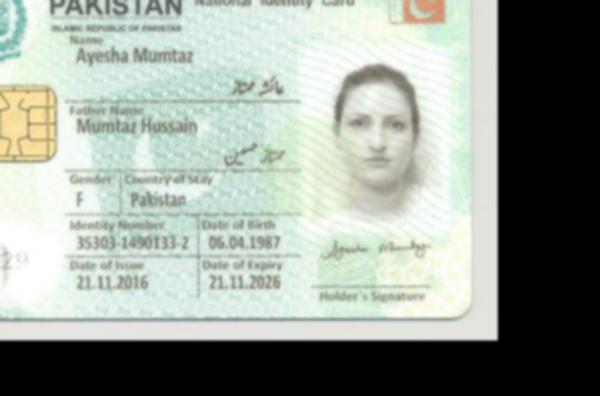 PAKISTAN National Identity Card
ISLAMIC REPUBLIC OF PAKISTAN
Name
Ayesha Mumtaz
عائشہ ممتاز
Father Name
Mumtaz Hussain
ممتاز حسین
Gender Country of Stay
F Pakistan
Identity Number Date of Birth
35303-1490133-2 06.04.1987
Date of Issue Date of Expiry
21.11.2016 21.11.2026
Holder's Signature